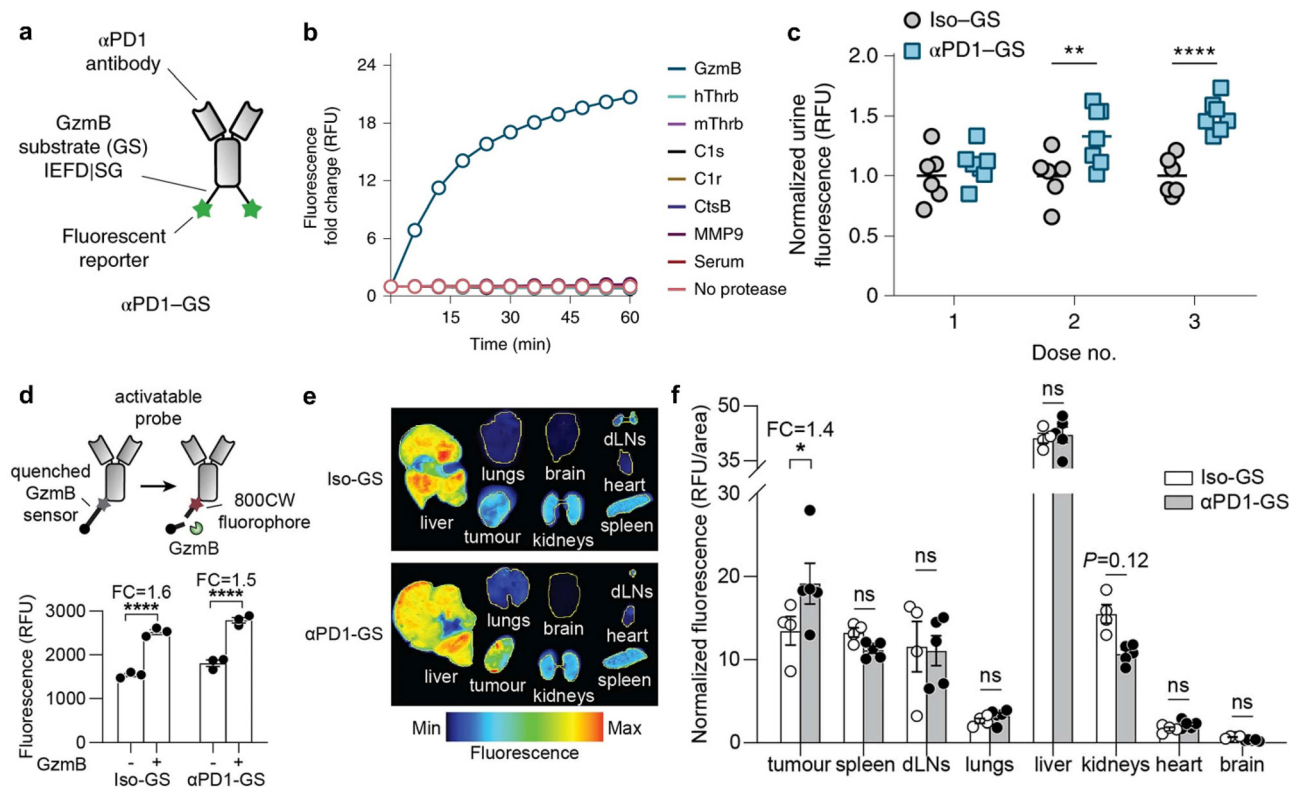 a
αPD1
antibody
GzmB
substrate (GS)
IEFD|SG
Fluorescent
reporter
αPD1–GS
b
Fluorescence
fold change (RFU)
24
18
12
6
0
15
30
45
60
Time (min)
GzmB
hThrb
mThrb
C1s
C1r
CtsB
MMP9
Serum
No protease
c
Iso–GS
αPD1–GS
**
****
Normalized urine
fluorescence (RFU)
2.0
1.5
1.0
0.5
0
1
2
3
Dose no.
d
activatable
probe
quenched
GzmB
sensor
800CW
fluorophore
GzmB
FC=1.6
****
FC=1.5
****
Fluorescence (RFU)
3000
2000
1000
0
GzmB
- + - +
Iso-GS
αPD1-GS
e
Iso-GS
liver
lungs
tumour
brain
kidneys
dLNs
heart
spleen
αPD1-GS
liver
lungs
tumour
brain
kidneys
dLNs
heart
spleen
Min
Max
Fluorescence
f
Normalized fluorescence (RFU/area)
50
35
30
20
10
0
FC=1.4
*
ns
ns
ns
ns
P=0.12
ns
ns
Iso-GS
αPD1-GS
tumour
spleen
dLNs
lungs
liver
kidneys
heart
brain